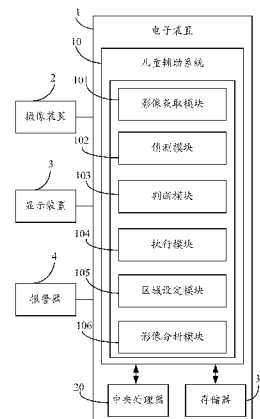 1
电子装置
10
儿童辅助系统
101
影像获取模块
2
摄像装置
102
侦测模块
103
判断模块
3
显示装置
104
执行模块
105
区域设定模块
4
报警器
106
影像分析模块
20
中央处理器
3
存储器